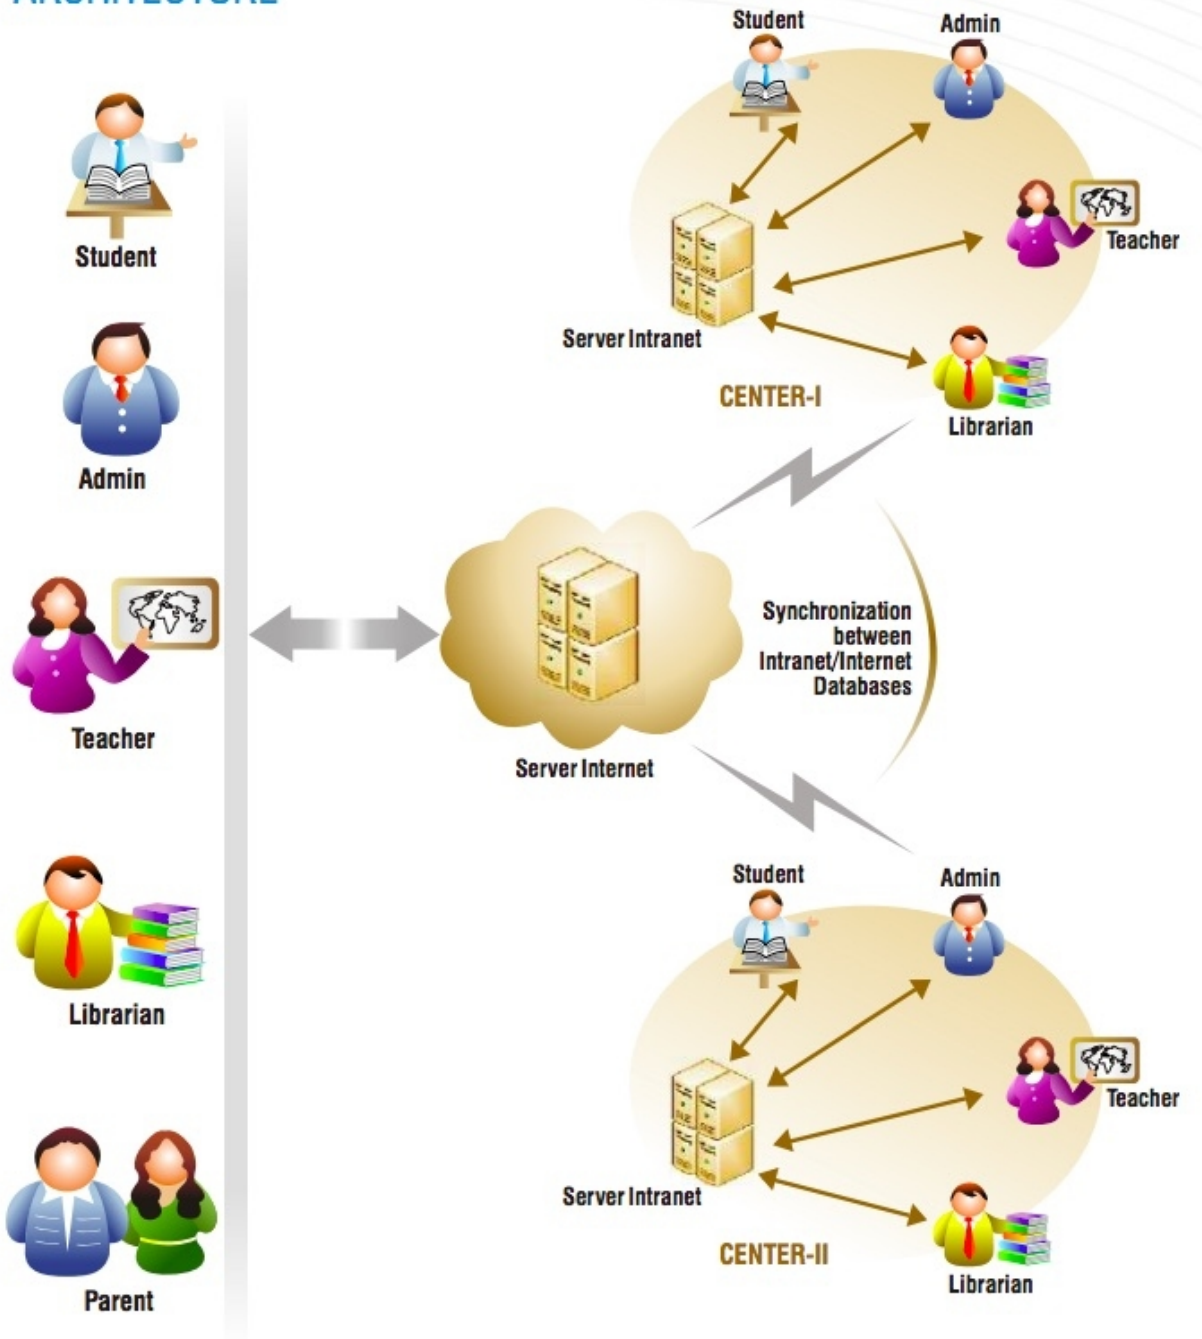 ARCHITECTURE
Student
Admin
Teacher
Librarian
Parent
Student
Admin
Teacher
Server Intranet
CENTER-I
Librarian
Synchronization
between
Intranet/Internet
Databases
Server Internet
Student
Admin
Teacher
Server Intranet
CENTER-II
Librarian